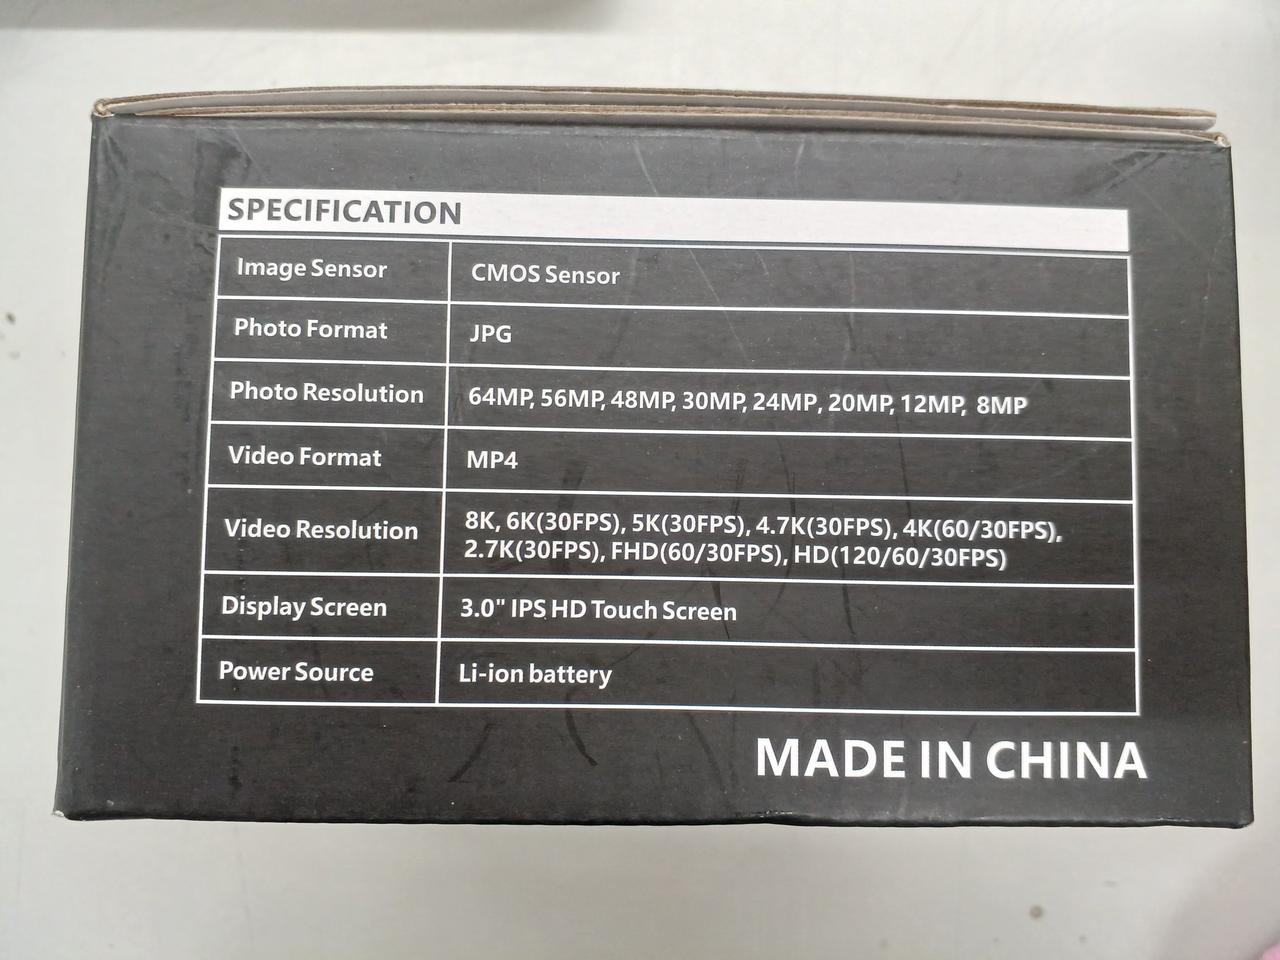 SPECIFICATION
Image Sensor CMOS Sensor
Photo Format JPG
Photo Resolution 64MP, 56MP, 48MP, 30MP, 24MP, 20MP, 12MP, 8MP
Video Format MP4
Video Resolution 8K, 6K(30FPS), 5K(30FPS), 4.7K(30FPS), 4K(60/30FPS),
2.7K(30FPS), FHD(60/30FPS), HD(120/60/30FPS)
Display Screen 3.0" IPS HD Touch Screen
Power Source Li-ion battery
MADE IN CHINA